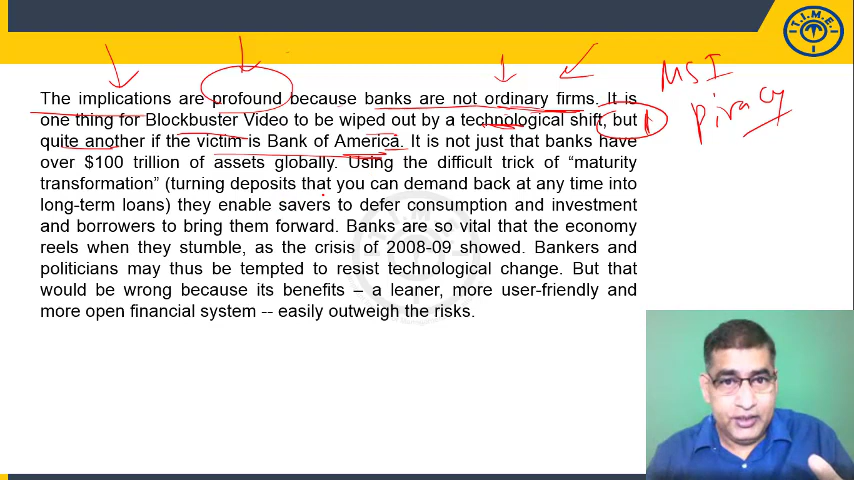 T.I.M.E.
MSI
piracy
The implications are profound because banks are not ordinary firms. It is
one thing for Blockbuster Video to be wiped out by a technological shift, but
quite another if the victim is Bank of America. It is not just that banks have
over $100 trillion of assets globally. Using the difficult trick of “maturity
transformation” (turning deposits that you can demand back at any time into
long-term loans) they enable savers to defer consumption and investment
and borrowers to bring them forward. Banks are so vital that the economy
reels when they stumble, as the crisis of 2008-09 showed. Bankers and
politicians may thus be tempted to resist technological change. But that
would be wrong because its benefits – a leaner, more user-friendly and
more open financial system -- easily outweigh the risks.